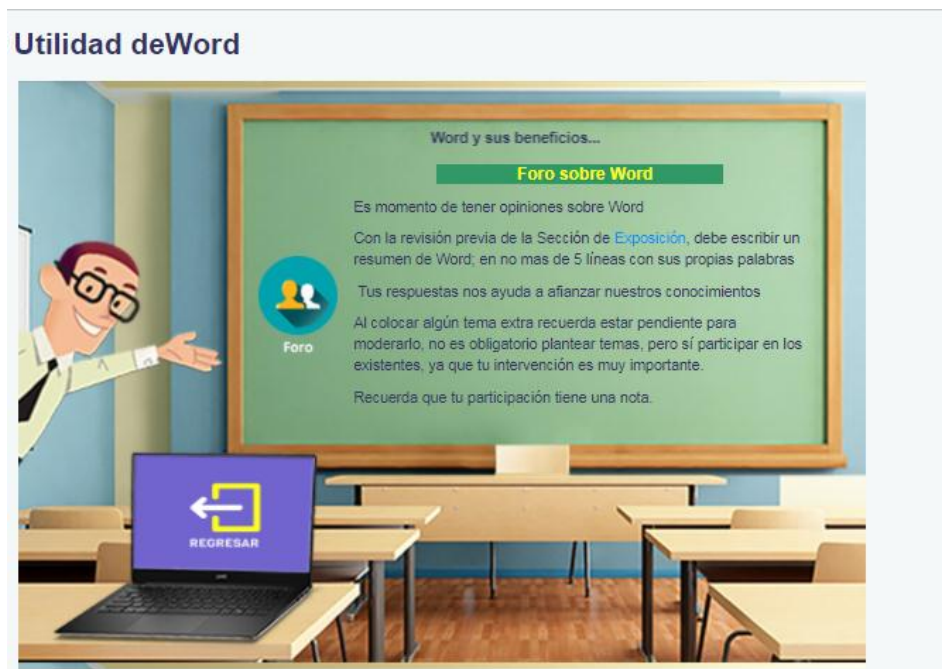 Utilidad deWord
Word y sus beneficios...
Foro sobre Word
Es momento de tener opiniones sobre Word
Con la revisión previa de la Sección de Exposición, debe escribir un
resumen de Word; en no mas de 5 líneas con sus propias palabras
Tus respuestas nos ayuda a afianzar nuestros conocimientos
Foro
Al colocar algún tema extra recuerda estar pendiente para
moderarlo, no es obligatorio plantear temas, pero sí participar en los
existentes, ya que tu intervención es muy importante.
Recuerda que tu participación tiene una nota.
REGRESAR